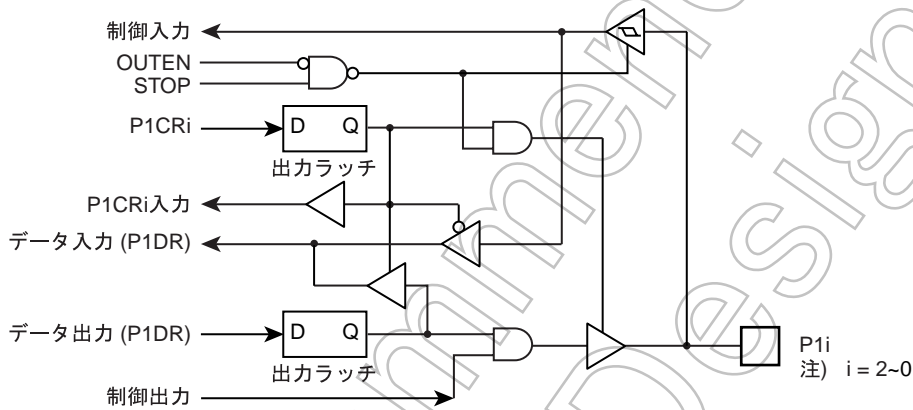 制御入力
OUTEN
STOP
P1CRi
D Q
出力ラッチ
P1CRi入力
データ入力 (P1DR)
データ出力 (P1DR)
D Q
出力ラッチ
制御出力
P1i
注) i = 2~0